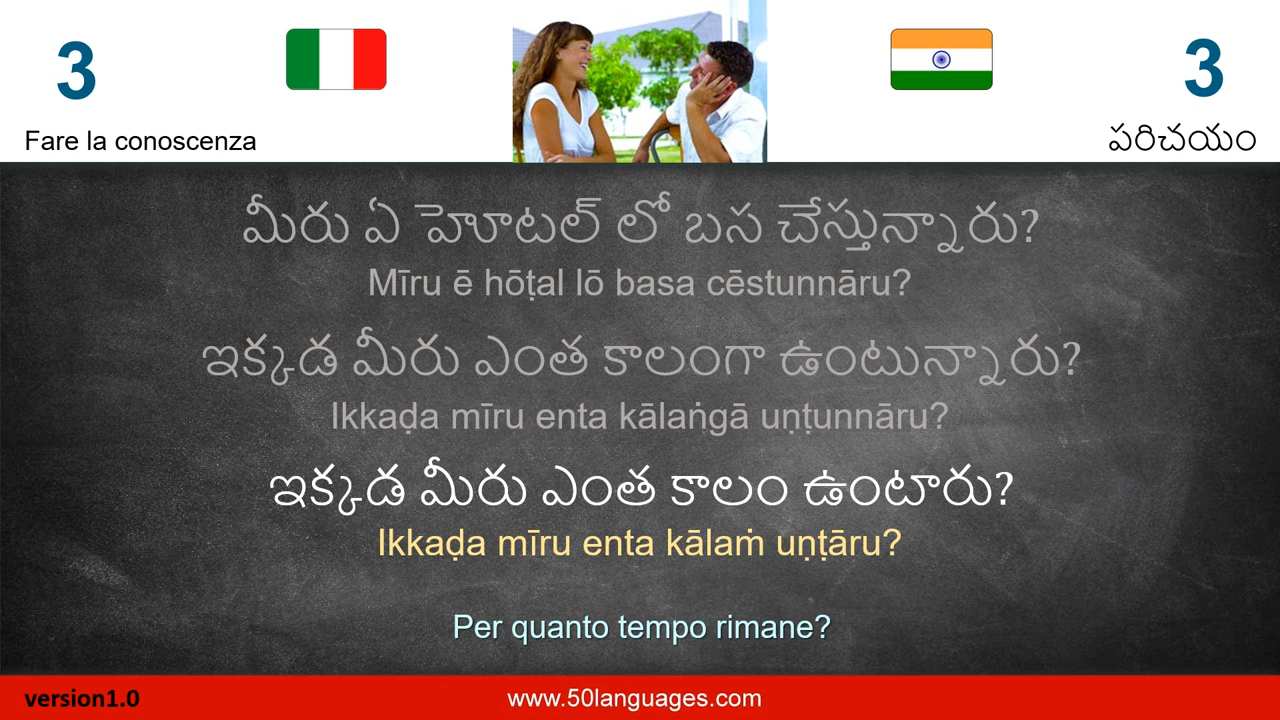 3
3
Fare la conoscenza
పరిచయం
మీరు ఏ హెూటల్ లో బస చేస్తున్నారు?
Mīru ē hōṭal lō basa cēstunnāru?
ఇక్కడ మీరు ఎంత కాలంగా ఉంటున్నారు?
Ikkaḍa mīru enta kālaṅgā uṇṭunnāru?
ఇక్కడ మీరు ఎంత కాలం ఉంటారు?
Ikkaḍa mīru enta kālaṁ uṇṭāru?
Per quanto tempo rimane?
version1.0
www.50languages.com